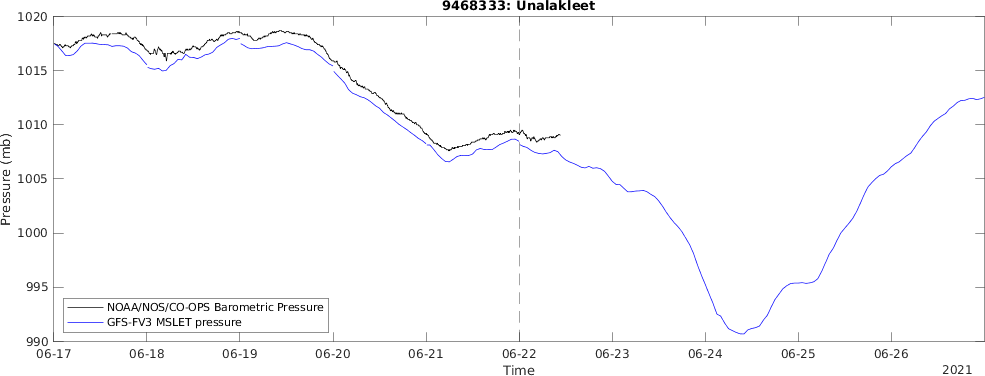 9468333: Unalakleet
1020
1015
1010
1005
1000
995
990
Pressure (mb)
NOAA/NOS/CO-OPS Barometric Pressure
GFS-FV3 MSLET pressure
06-17 06-18 06-19 06-20 06-21 06-22 06-23 06-24 06-25 06-26
Time
2021